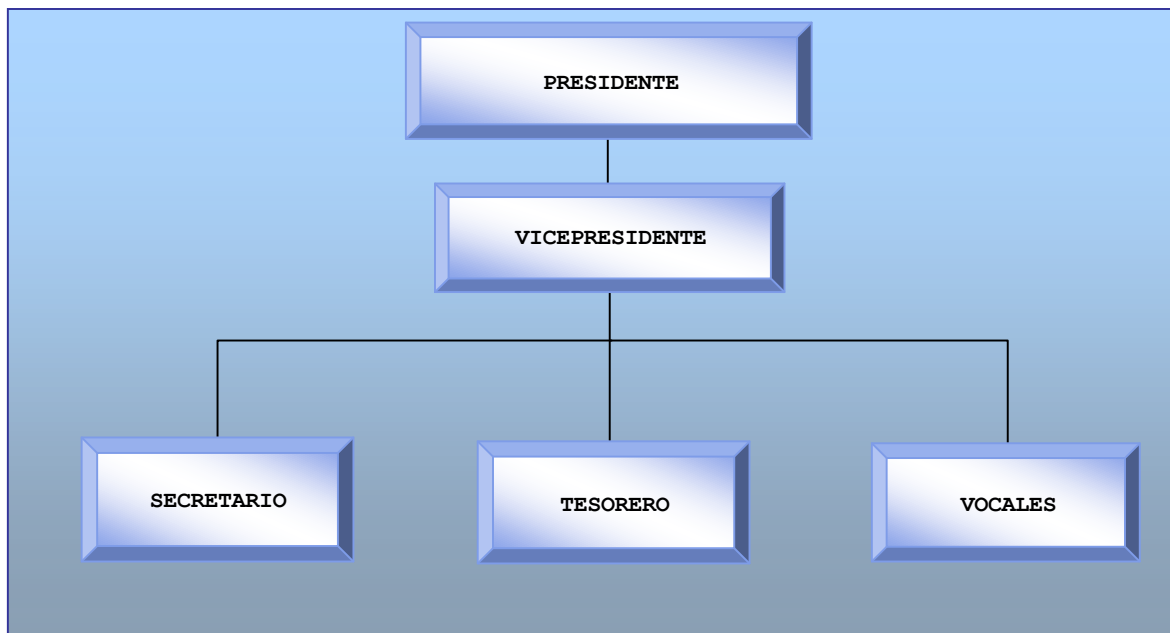 PRESIDENTE
VICEPRESIDENTE
SECRETARIO
TESORERO
VOCALES